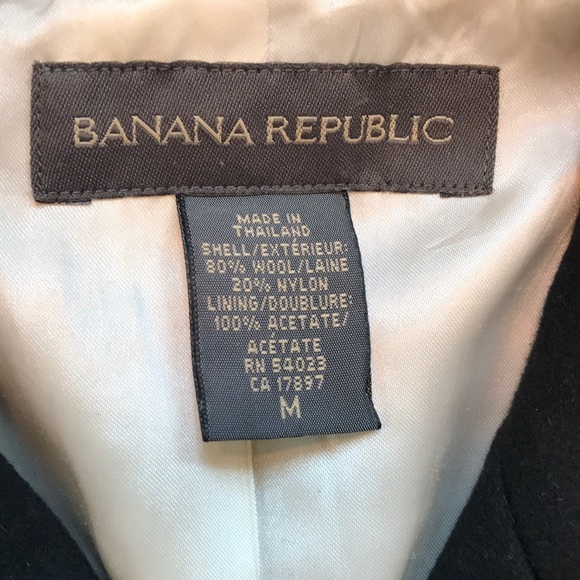 BANANA REPUBLIC
MADE IN
THAILAND
SHELL/EXTÉRIEUR:
80% WOOL/LAINE
20% NYLON
LINING/DOUBLURE:
100% ACETATE/
ACÉTATE
RN 54023
CA 17897
M